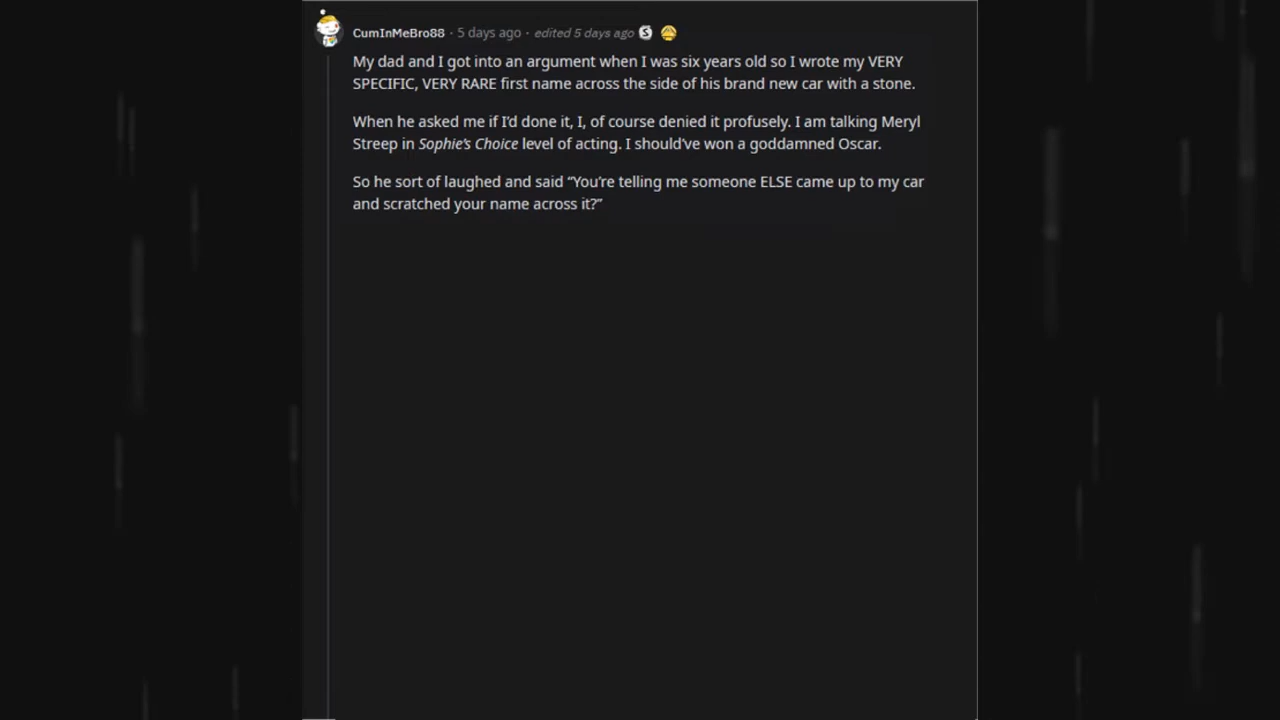 CumInMeBro88 · 5 days ago · edited 5 days ago
My dad and I got into an argument when I was six years old so I wrote my VERY
SPECIFIC, VERY RARE first name across the side of his brand new car with a stone.
When he asked me if I’d done it, I, of course denied it profusely. I am talking Meryl
Streep in Sophie’s Choice level of acting. I should’ve won a goddamned Oscar.
So he sort of laughed and said “You’re telling me someone ELSE came up to my car
and scratched your name across it?”